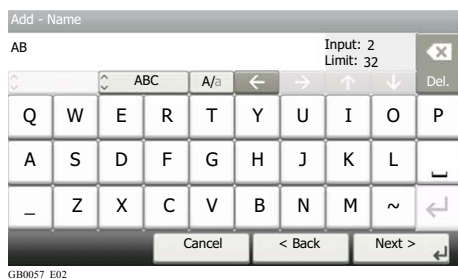 Add - Name
AB
Input: 2
Limit: 32
ABC A/a ← → ↑ ↓ Del.
Q W E R T Y U I O P
A S D F G H J K L
_ Z X C V B N M ~
Cancel < Back Next >
GB0057_E02